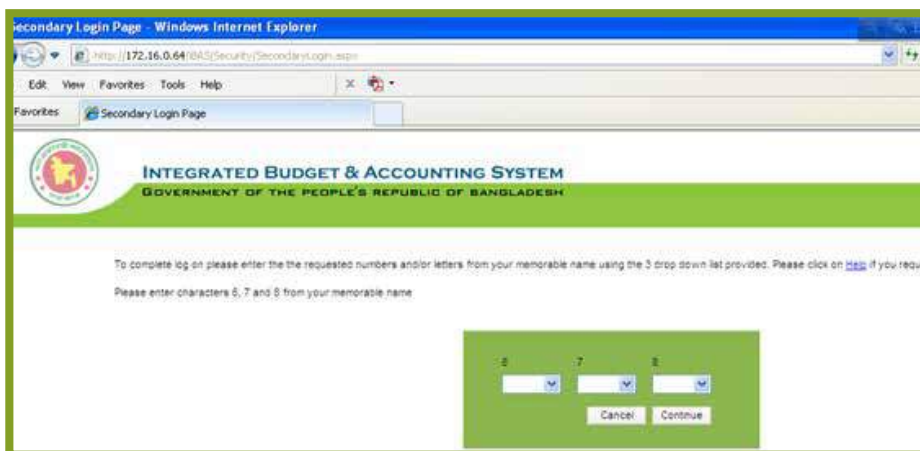 Secondary Login Page - Windows Internet Explorer
http://172.16.0.64/IBAS/Security/SecondaryLogin.aspx
Edit View Favorites Tools Help
Favorites Secondary Login Page
INTEGRATED BUDGET & ACCOUNTING SYSTEM
GOVERNMENT OF THE PEOPLE'S REPUBLIC OF BANGLADESH
To complete log on please enter the the requested numbers and/or letters from your memorable name using the 3 drop down list provided. Please click on Help if you requ
Please enter characters 6, 7 and 8 from your memorable name
6 7 8
Cancel Continue